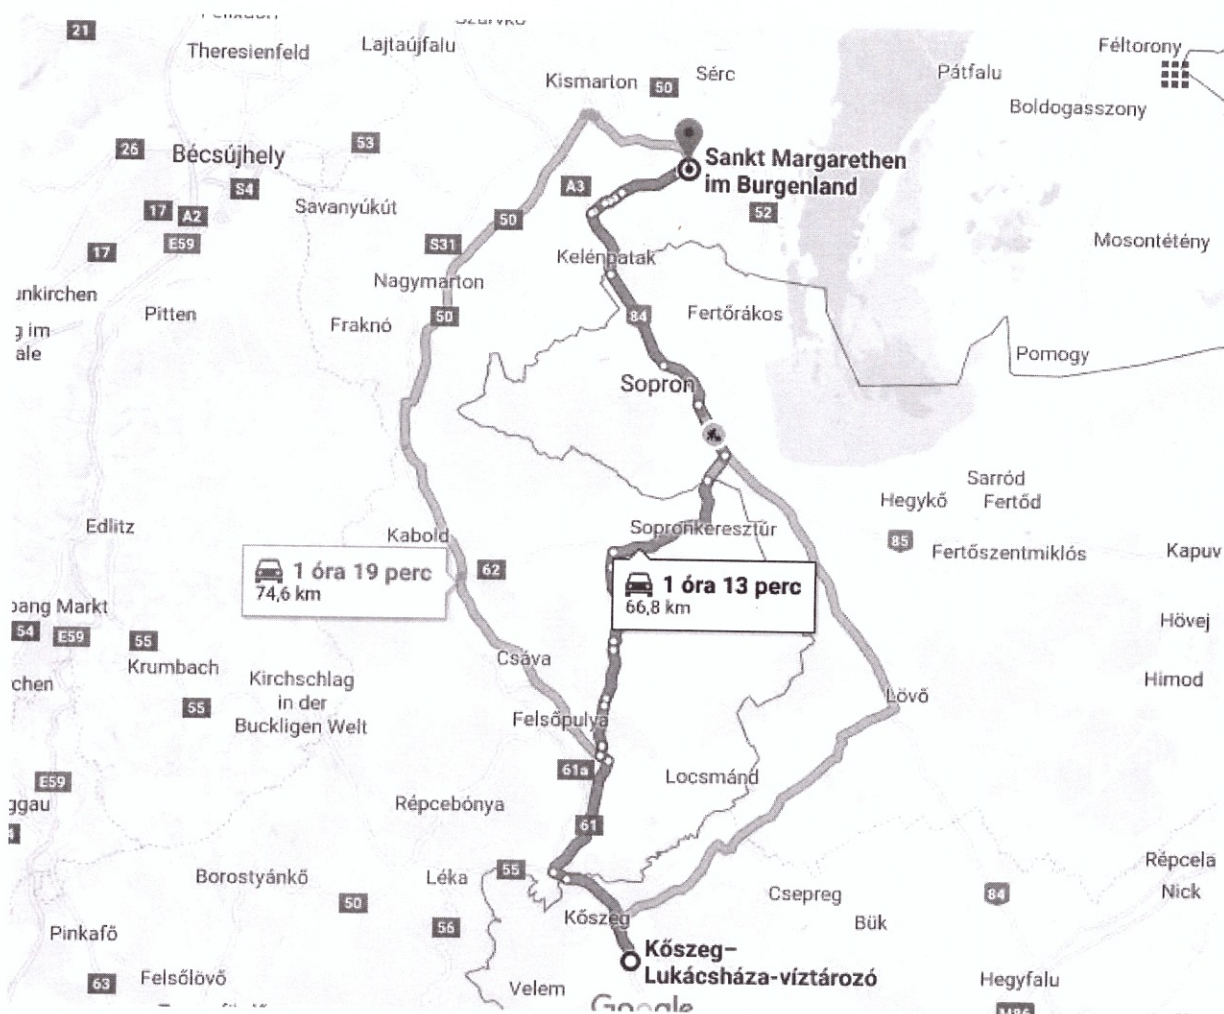 21
Theresienfeld
Lajtaújfalu
Kismarton
50
Sérc
Pátfalu
Féltorony
Boldogasszony
26
Bécsújhely
53
S4
Savanyúkút
17
A2
E59
17
A3
50
S31
Sankt Margarethen
im Burgenland
52
Mosontétény
Kelénpatak
Nagymarton
50
Fraknó
Pitten
84
Fertőrákos
Pomogy
Sopron
Sarród
Hegykő
Fertőd
85
Fertőszentmiklós
Kapuv
Edlitz
Kabold
Sopronkeresztúr
1 óra 19 perc
74,6 km
62
1 óra 13 perc
66,8 km
Markt
54
E59
55
Krumbach
Hövej
Csáva
Kirchschlag
in der
Buckligen Welt
55
Himod
Lövő
Felsőpulya
61a
Locsmánd
E59
ggau
Répcebónya
61
Borostyánkő
Léka
55
50
56
Csepreg
Bük
84
Répcela
Nick
Pinkafő
Kőszeg
Kőszeg–
Lukácsháza-víztározó
63
Felsőlövő
Velem
Google
Hegyfalu
M86